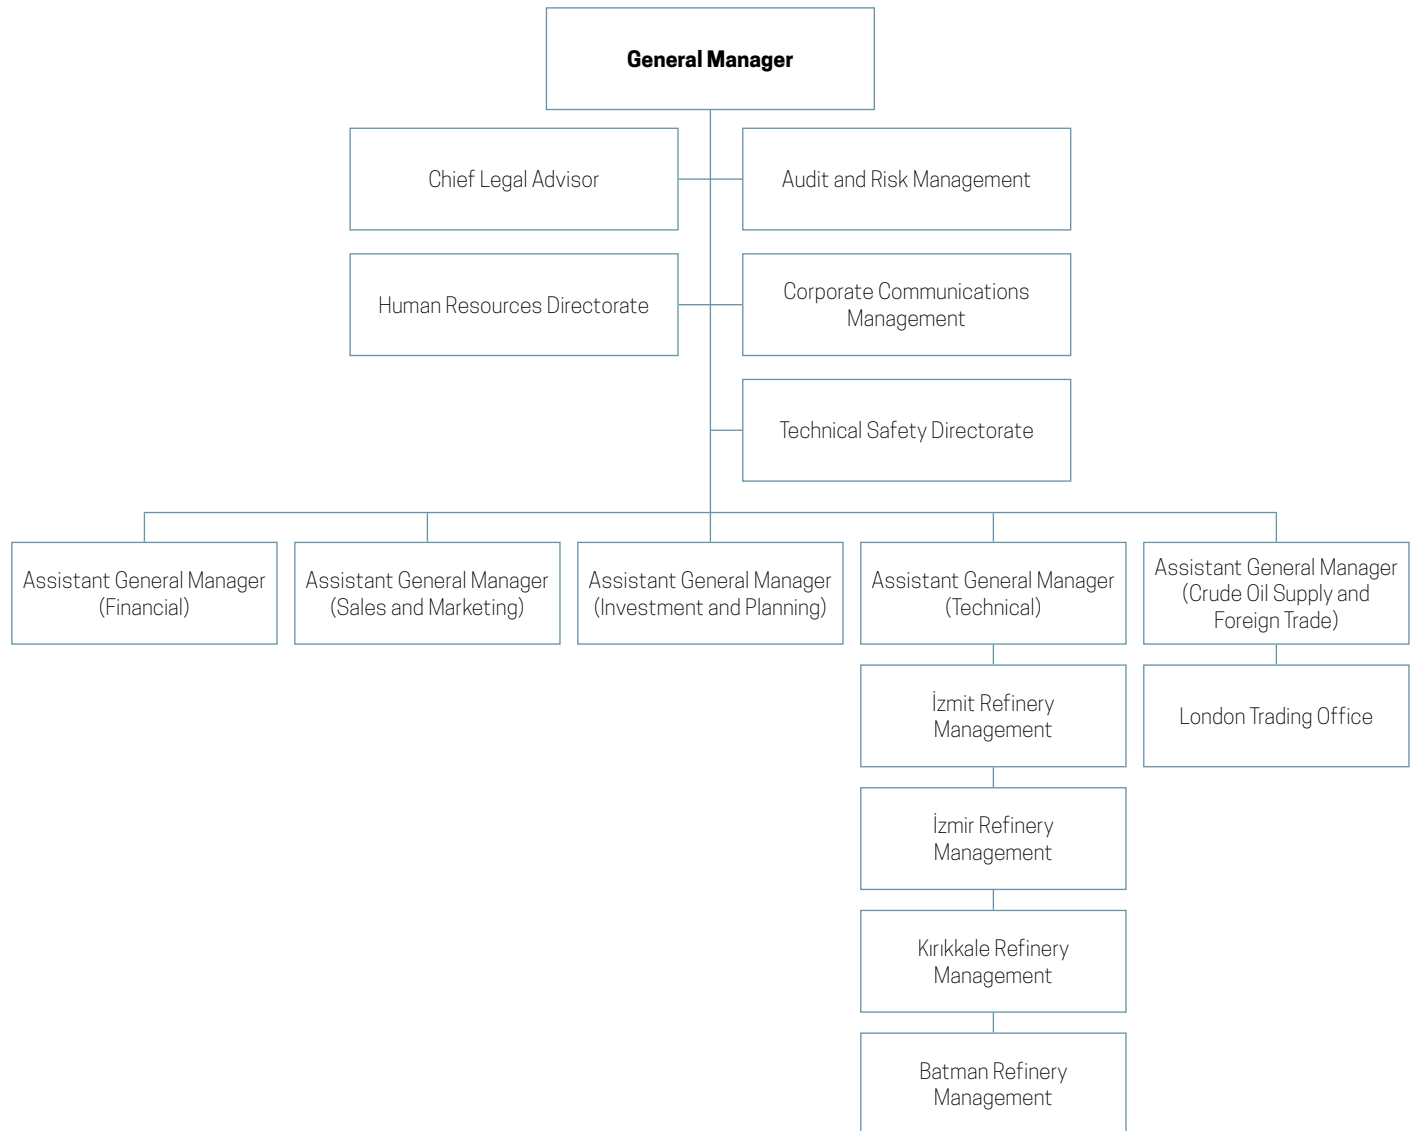 General Manager
Chief Legal Advisor
Audit and Risk Management
Human Resources Directorate
Corporate Communications
Management
Technical Safety Directorate
Assistant General Manager
(Financial)
Assistant General Manager
(Sales and Marketing)
Assistant General Manager
(Investment and Planning)
Assistant General Manager
(Technical)
Assistant General Manager
(Crude Oil Supply and
Foreign Trade)
İzmit Refinery
Management
London Trading Office
İzmir Refinery
Management
Kırıkkale Refinery
Management
Batman Refinery
Management